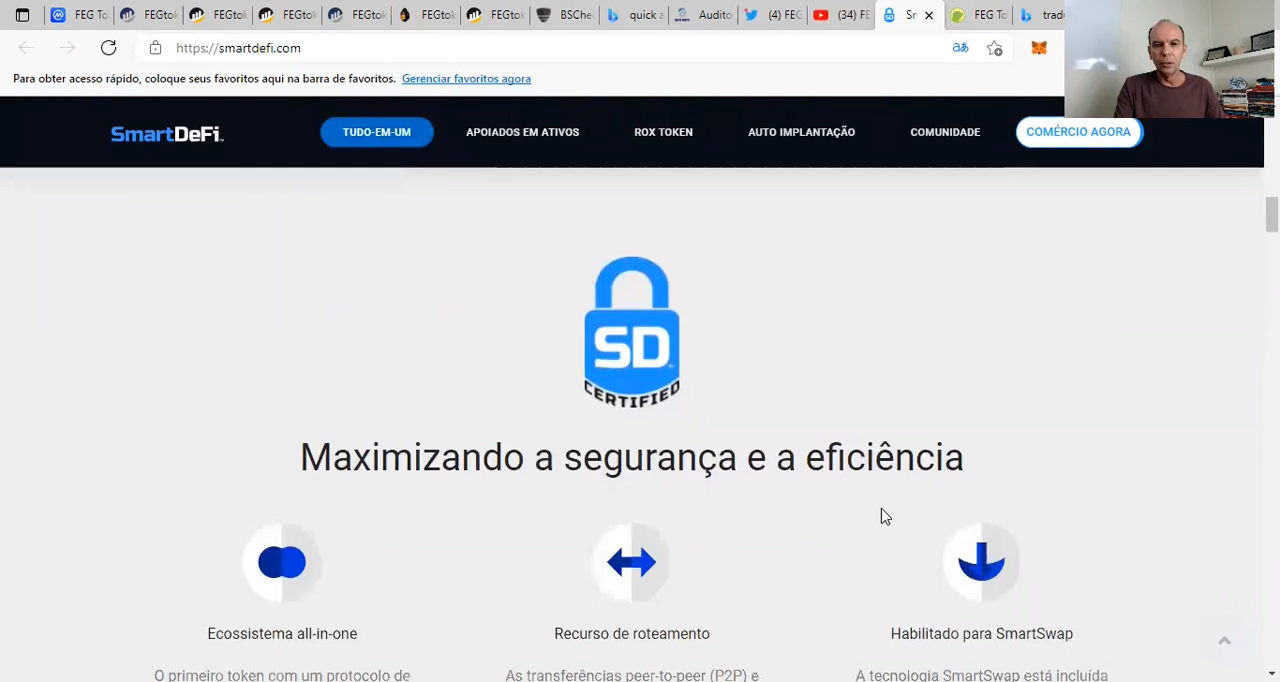 FEG To
FEGtok
FEGtok
FEGtok
FEGtok
FEGtok
FEGtok
BSChe
quick a
Audito
(4) FEG
(34) FE
Sr
FEG To
trad
https://smartdefi.com
Para obter acesso rápido, coloque seus favoritos aqui na barra de favoritos. Gerenciar favoritos agora
SmartDeFi. TUDO-EM-UM APOIADOS EM ATIVOS ROX TOKEN AUTO IMPLANTAÇÃO COMUNIDADE COMÉRCIO AGORA
SD
CERTIFIED
Maximizando a segurança e a eficiência
Ecossistema all-in-one Recurso de roteamento Habilitado para SmartSwap
O primeiro token com um protocolo de As transferências peer-to-peer (P2P) e A tecnologia SmartSwap está incluída